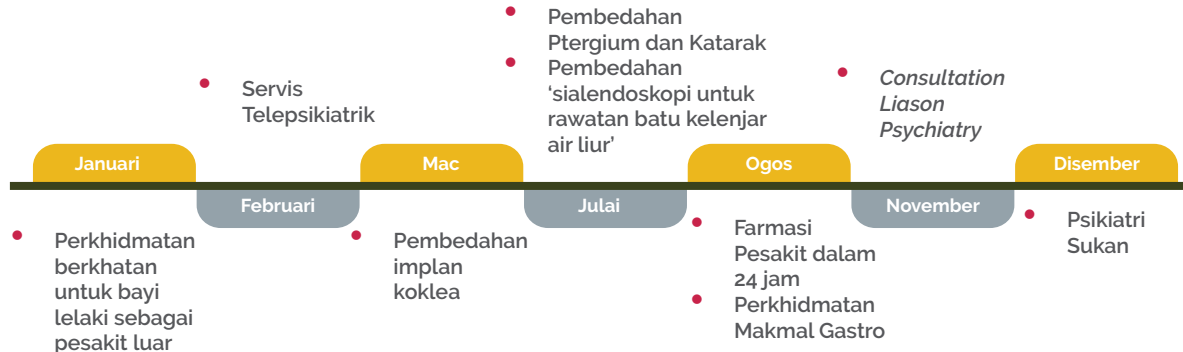 Januari
Perkhidmatan
berkhatan
untuk bayi
lelaki sebagai
pesakit luar
Servis
Telepsikiatrik
Februari
Mac
Pembedahan
implan
koklea
Pembedahan
Ptergium dan Katarak
Pembedahan
‘sialendoskopi untuk
rawatan batu kelenjar
air liur’
Julai
Ogos
Farmasi
Pesakit dalam
24 jam
Perkhidmatan
Makmal Gastro
Consultation
Liason
Psychiatry
November
Disember
Psikiatri
Sukan